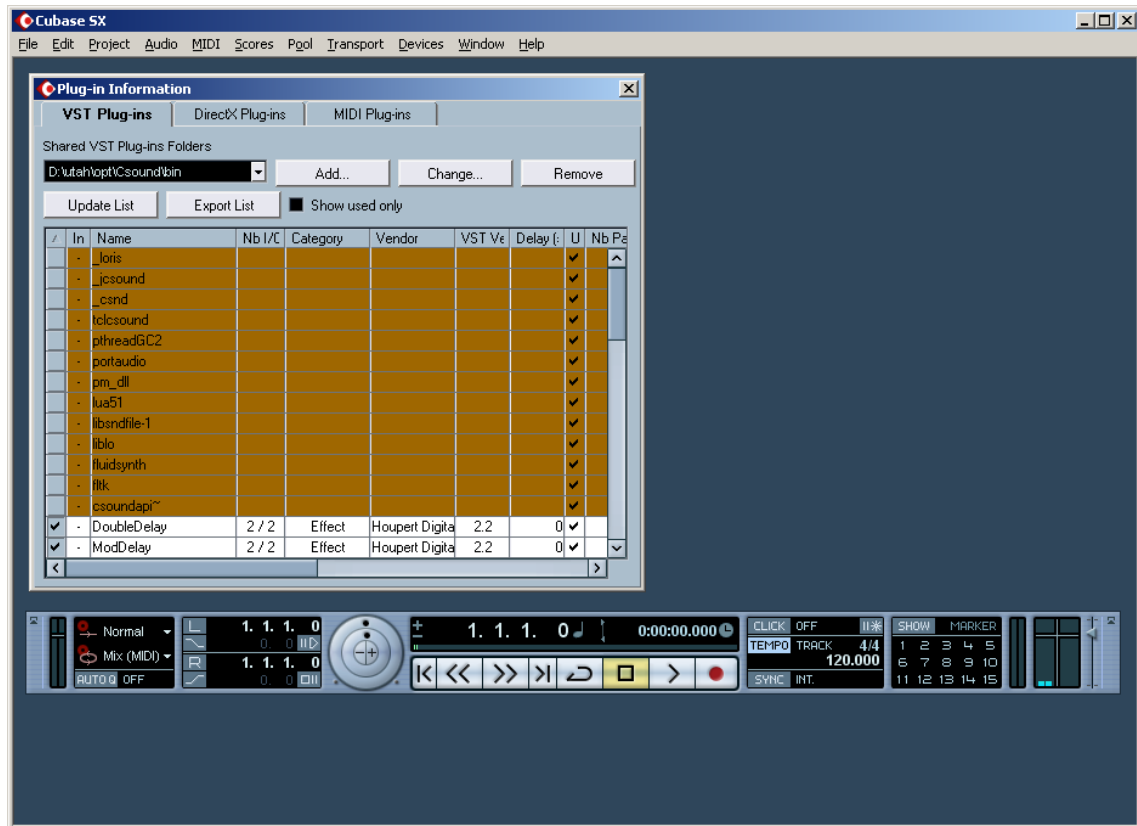 Cubase SX
File Edit Project Audio MIDI Scores Pool Transport Devices Window Help
Plug-in Information
VST Plug-ins DirectX Plug-ins MIDI Plug-ins
Shared VST Plug-ins Folders
D:\utah\opt\Csound\bin Add... Change... Remove
Update List Export List Show used only
In Name Nb I/C Category Vendor VST Ve Delay (: U Nb Pa
- _loris
- _jcsound
- _csnd
- tclcsound
- pthreadGC2
- portaudio
- pm_dll
- lua51
- libsndfile-1
- liblo
- fluidsynth
- fltk
- csoundapi~
- DoubleDelay 2 / 2 Effect Houpert Digita 2.2 0
- ModDelay 2 / 2 Effect Houpert Digita 2.2 0
Normal L 1. 1. 1. 0 1. 1. 1. 0 0:00:00.000 CLICK OFF SHOW MARKER
0. 0 TEMPO TRACK 4/4 1 2 3 4 5
Mix (MIDI) R 1. 1. 1. 0 120.000 6 7 8 9 10
AUTO Q OFF 0. 0 SYNC INT. 11 12 13 14 15